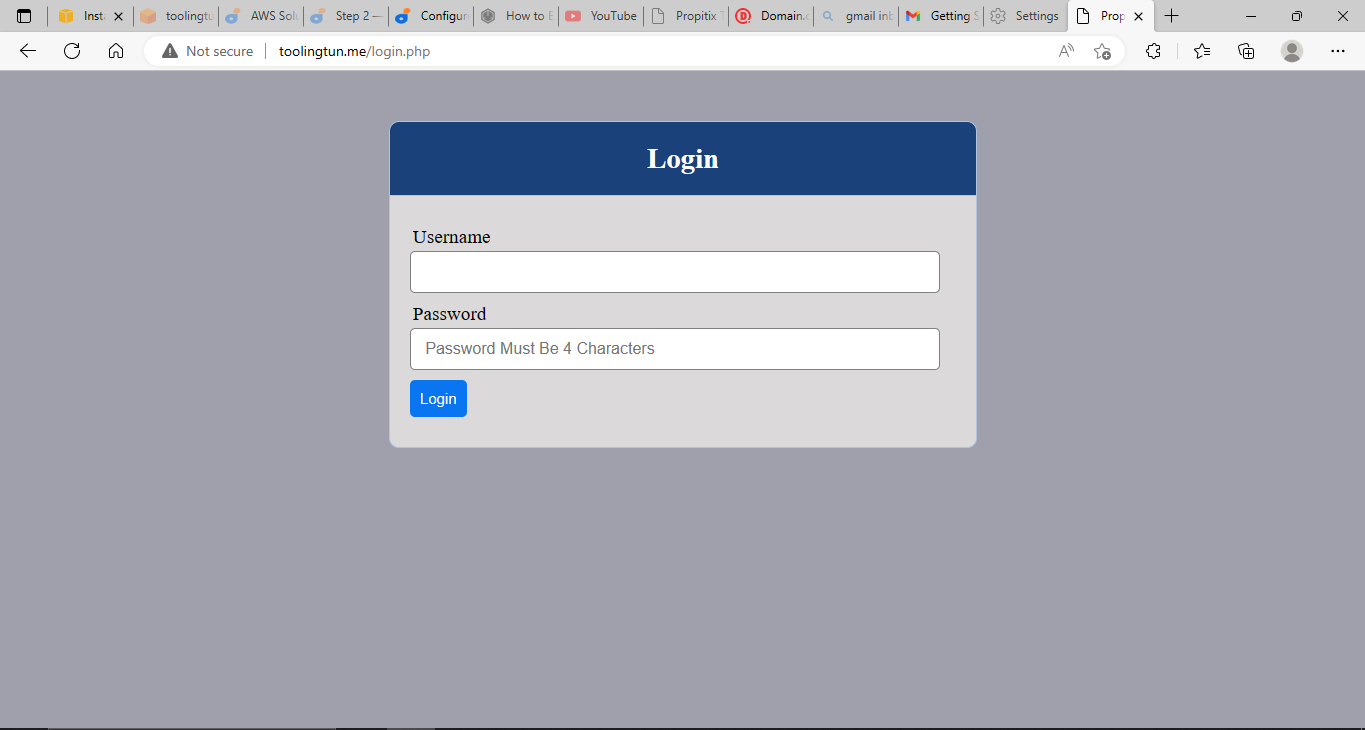 Inst
toolingtu
AWS Sol
Step 2 —
Configur
How to E
YouTube
Propitix T
Domain.c
gmail inb
Getting S
Settings
Prop
Not secure
toolingtun.me/login.php
Login
Username
Password
Password Must Be 4 Characters
Login